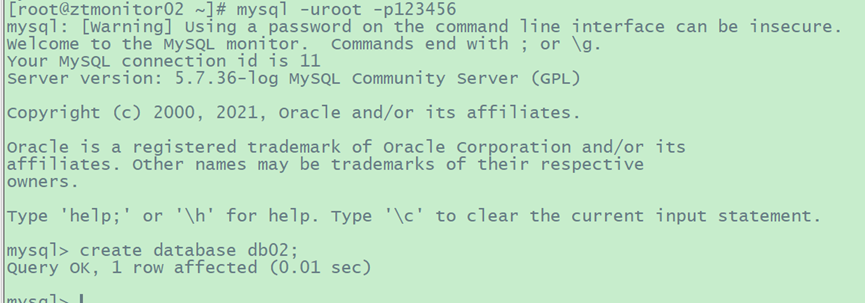 [root@ztmonitor02 ~]# mysql -uroot -p123456
mysql: [Warning] Using a password on the command line interface can be insecure.
Welcome to the MySQL monitor.  Commands end with ; or \g.
Your MySQL connection id is 11
Server version: 5.7.36-log MySQL Community Server (GPL)
Copyright (c) 2000, 2021, Oracle and/or its affiliates.
Oracle is a registered trademark of Oracle Corporation and/or its
affiliates. Other names may be trademarks of their respective
owners.
Type 'help;' or '\h' for help. Type '\c' to clear the current input statement.
mysql> create database db02;
Query OK, 1 row affected (0.01 sec)
mysql>